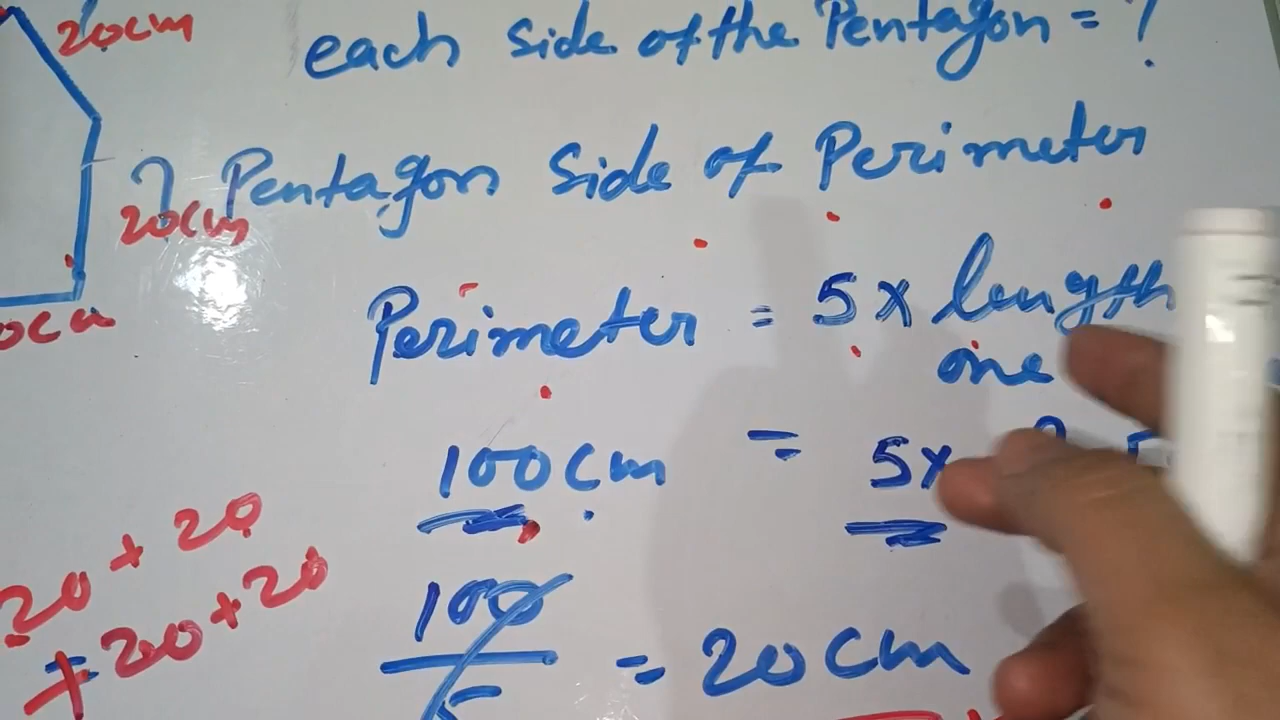 20cm
each side of the Pentagon = ?
? Pentagon Side of Perimeter
20cm
Perimeter = 5x length
one
100cm = 5x
20 + 20
+ 20 + 20
100
5
= 20cm